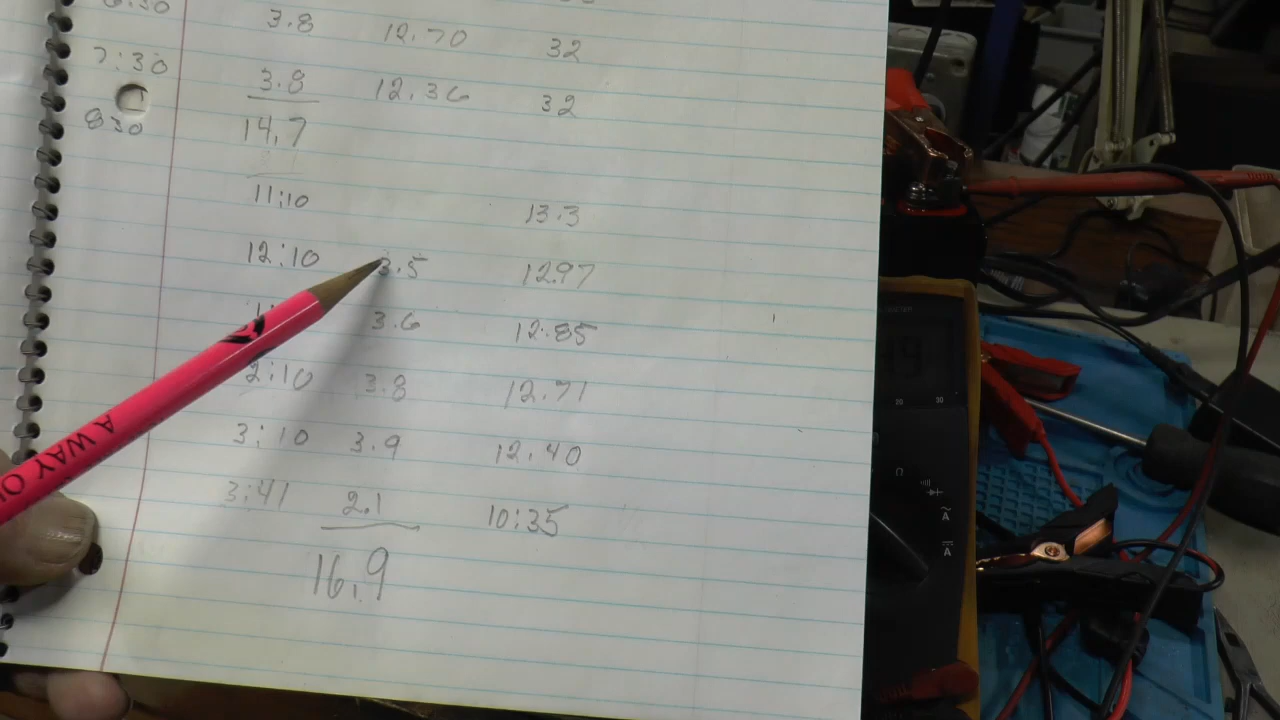 3.8 12.70 32
7:30 3.8 12.36 32
830 14.7
11:10 13.3
12:10 3.5 12.97
3.6 12.85
2:10 3.8 12.71
3:10 3.9 12.40
3:41 2.1 10:35
16.9
A WAY